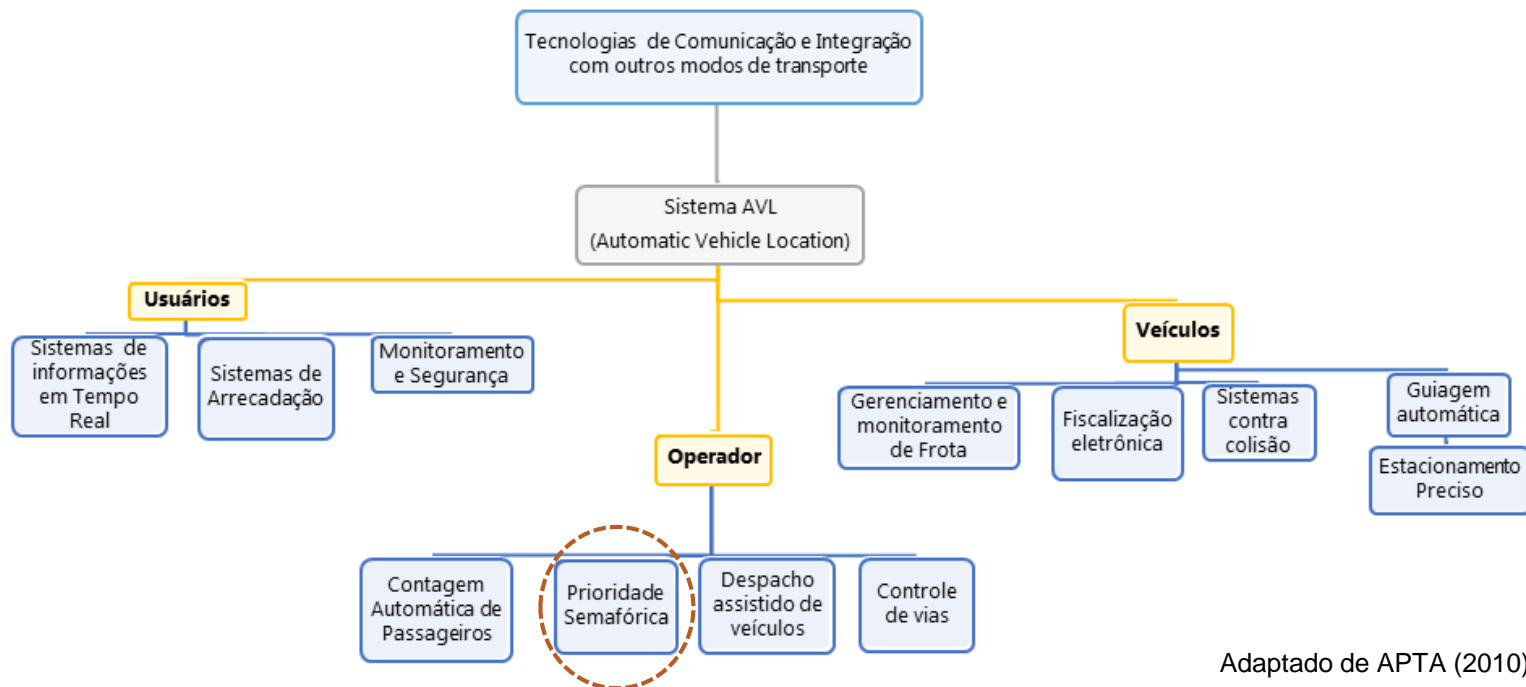 Tecnologias de Comunicação e Integração
com outros modos de transporte
Sistema AVL
(Automatic Vehicle Location)
Usuários
Sistemas de
informações
em Tempo
Real
Sistemas de
Arrecadação
Monitoramento
e Segurança
Operador
Contagem
Automática de
Passageiros
Prioridade
Semafórica
Despacho
assistido de
veículos
Controle
de vias
Veículos
Gerenciamento e
monitoramento
de Frota
Fiscalização
eletrônica
Sistemas
contra
colisão
Guiagem
automática
Estacionamento
Preciso
Adaptado de APTA (2010)